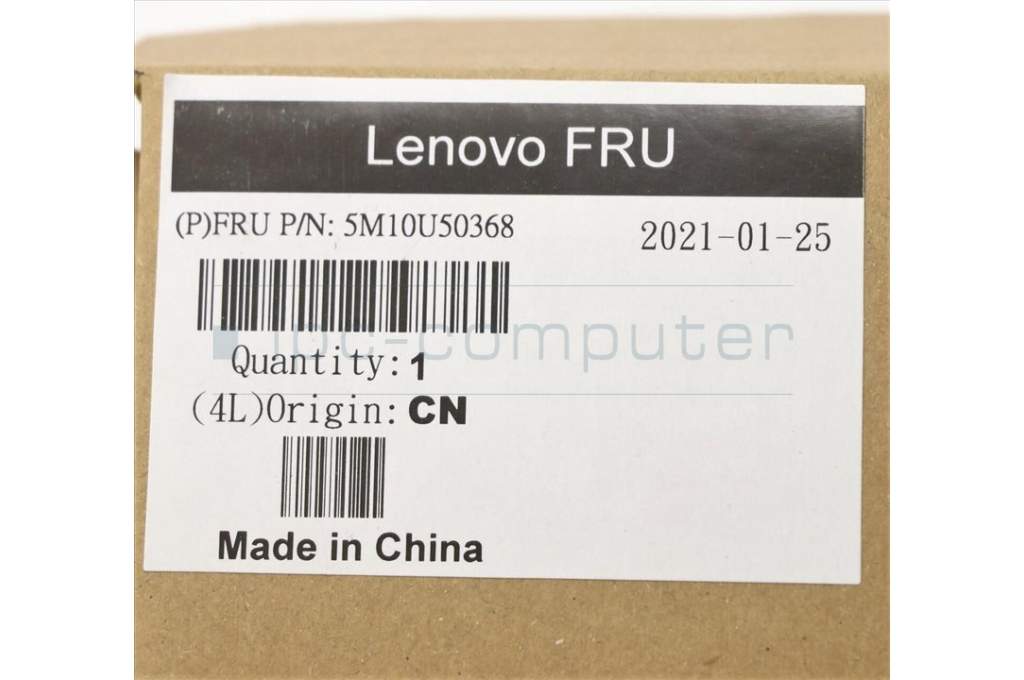 Lenovo FRU
(P)FRU P/N: 5M10U50368
2021-01-25
ipc-computer
Quantity: 1
(4L)Origin: CN
Made in China